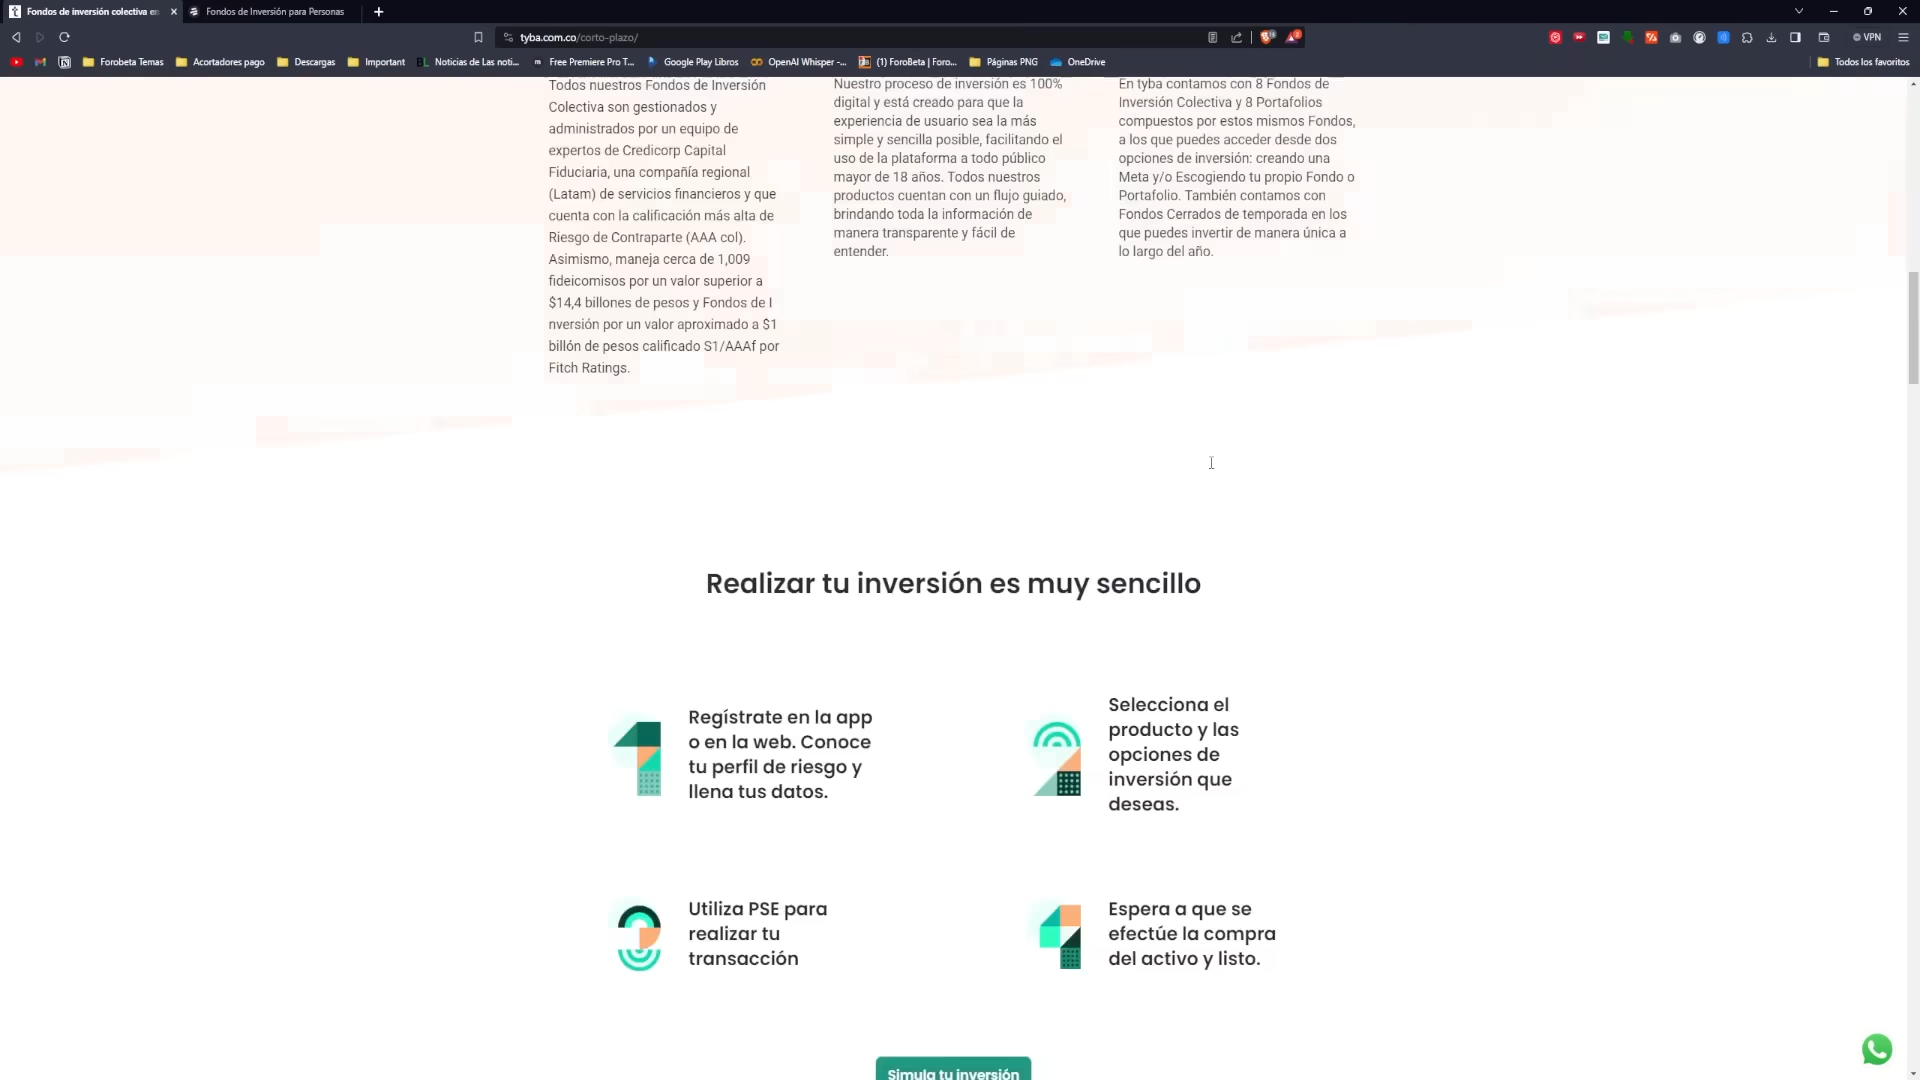 Fondos de inversión colectiva en
Fondos de Inversión para Personas
tyba.com.co/corto-plazo/
VPN
Forobeta Temas
Acortadores pago
Descargas
Important
Noticias de Las noti...
Free Premiere Pro T...
Google Play Libros
OpenAI Whisper -...
(1) ForoBeta | Foro...
Páginas PNG
OneDrive
Todos los favoritos
Todos nuestros Fondos de Inversión
Colectiva son gestionados y
administrados por un equipo de
expertos de Credicorp Capital
Fiduciaria, una compañía regional
(Latam) de servicios financieros y que
cuenta con la calificación más alta de
Riesgo de Contraparte (AAA col).
Asimismo, maneja cerca de 1,009
fideicomisos por un valor superior a
$14,4 billones de pesos y Fondos de I
nversión por un valor aproximado a $1
billón de pesos calificado S1/AAAf por
Fitch Ratings.
Nuestro proceso de inversión es 100%
digital y está creado para que la
experiencia de usuario sea la más
simple y sencilla posible, facilitando el
uso de la plataforma a todo público
mayor de 18 años. Todos nuestros
productos cuentan con un flujo guiado,
brindando toda la información de
manera transparente y fácil de
entender.
En tyba contamos con 8 Fondos de
Inversión Colectiva y 8 Portafolios
compuestos por estos mismos Fondos,
a los que puedes acceder desde dos
opciones de inversión: creando una
Meta y/o Escogiendo tu propio Fondo o
Portafolio. También contamos con
Fondos Cerrados de temporada en los
que puedes invertir de manera única a
lo largo del año.
Realizar tu inversión es muy sencillo
1
Regístrate en la app
o en la web. Conoce
tu perfil de riesgo y
llena tus datos.
2
Selecciona el
producto y las
opciones de
inversión que
deseas.
3
Utiliza PSE para
realizar tu
transacción
4
Espera a que se
efectúe la compra
del activo y listo.
Simula tu inversión